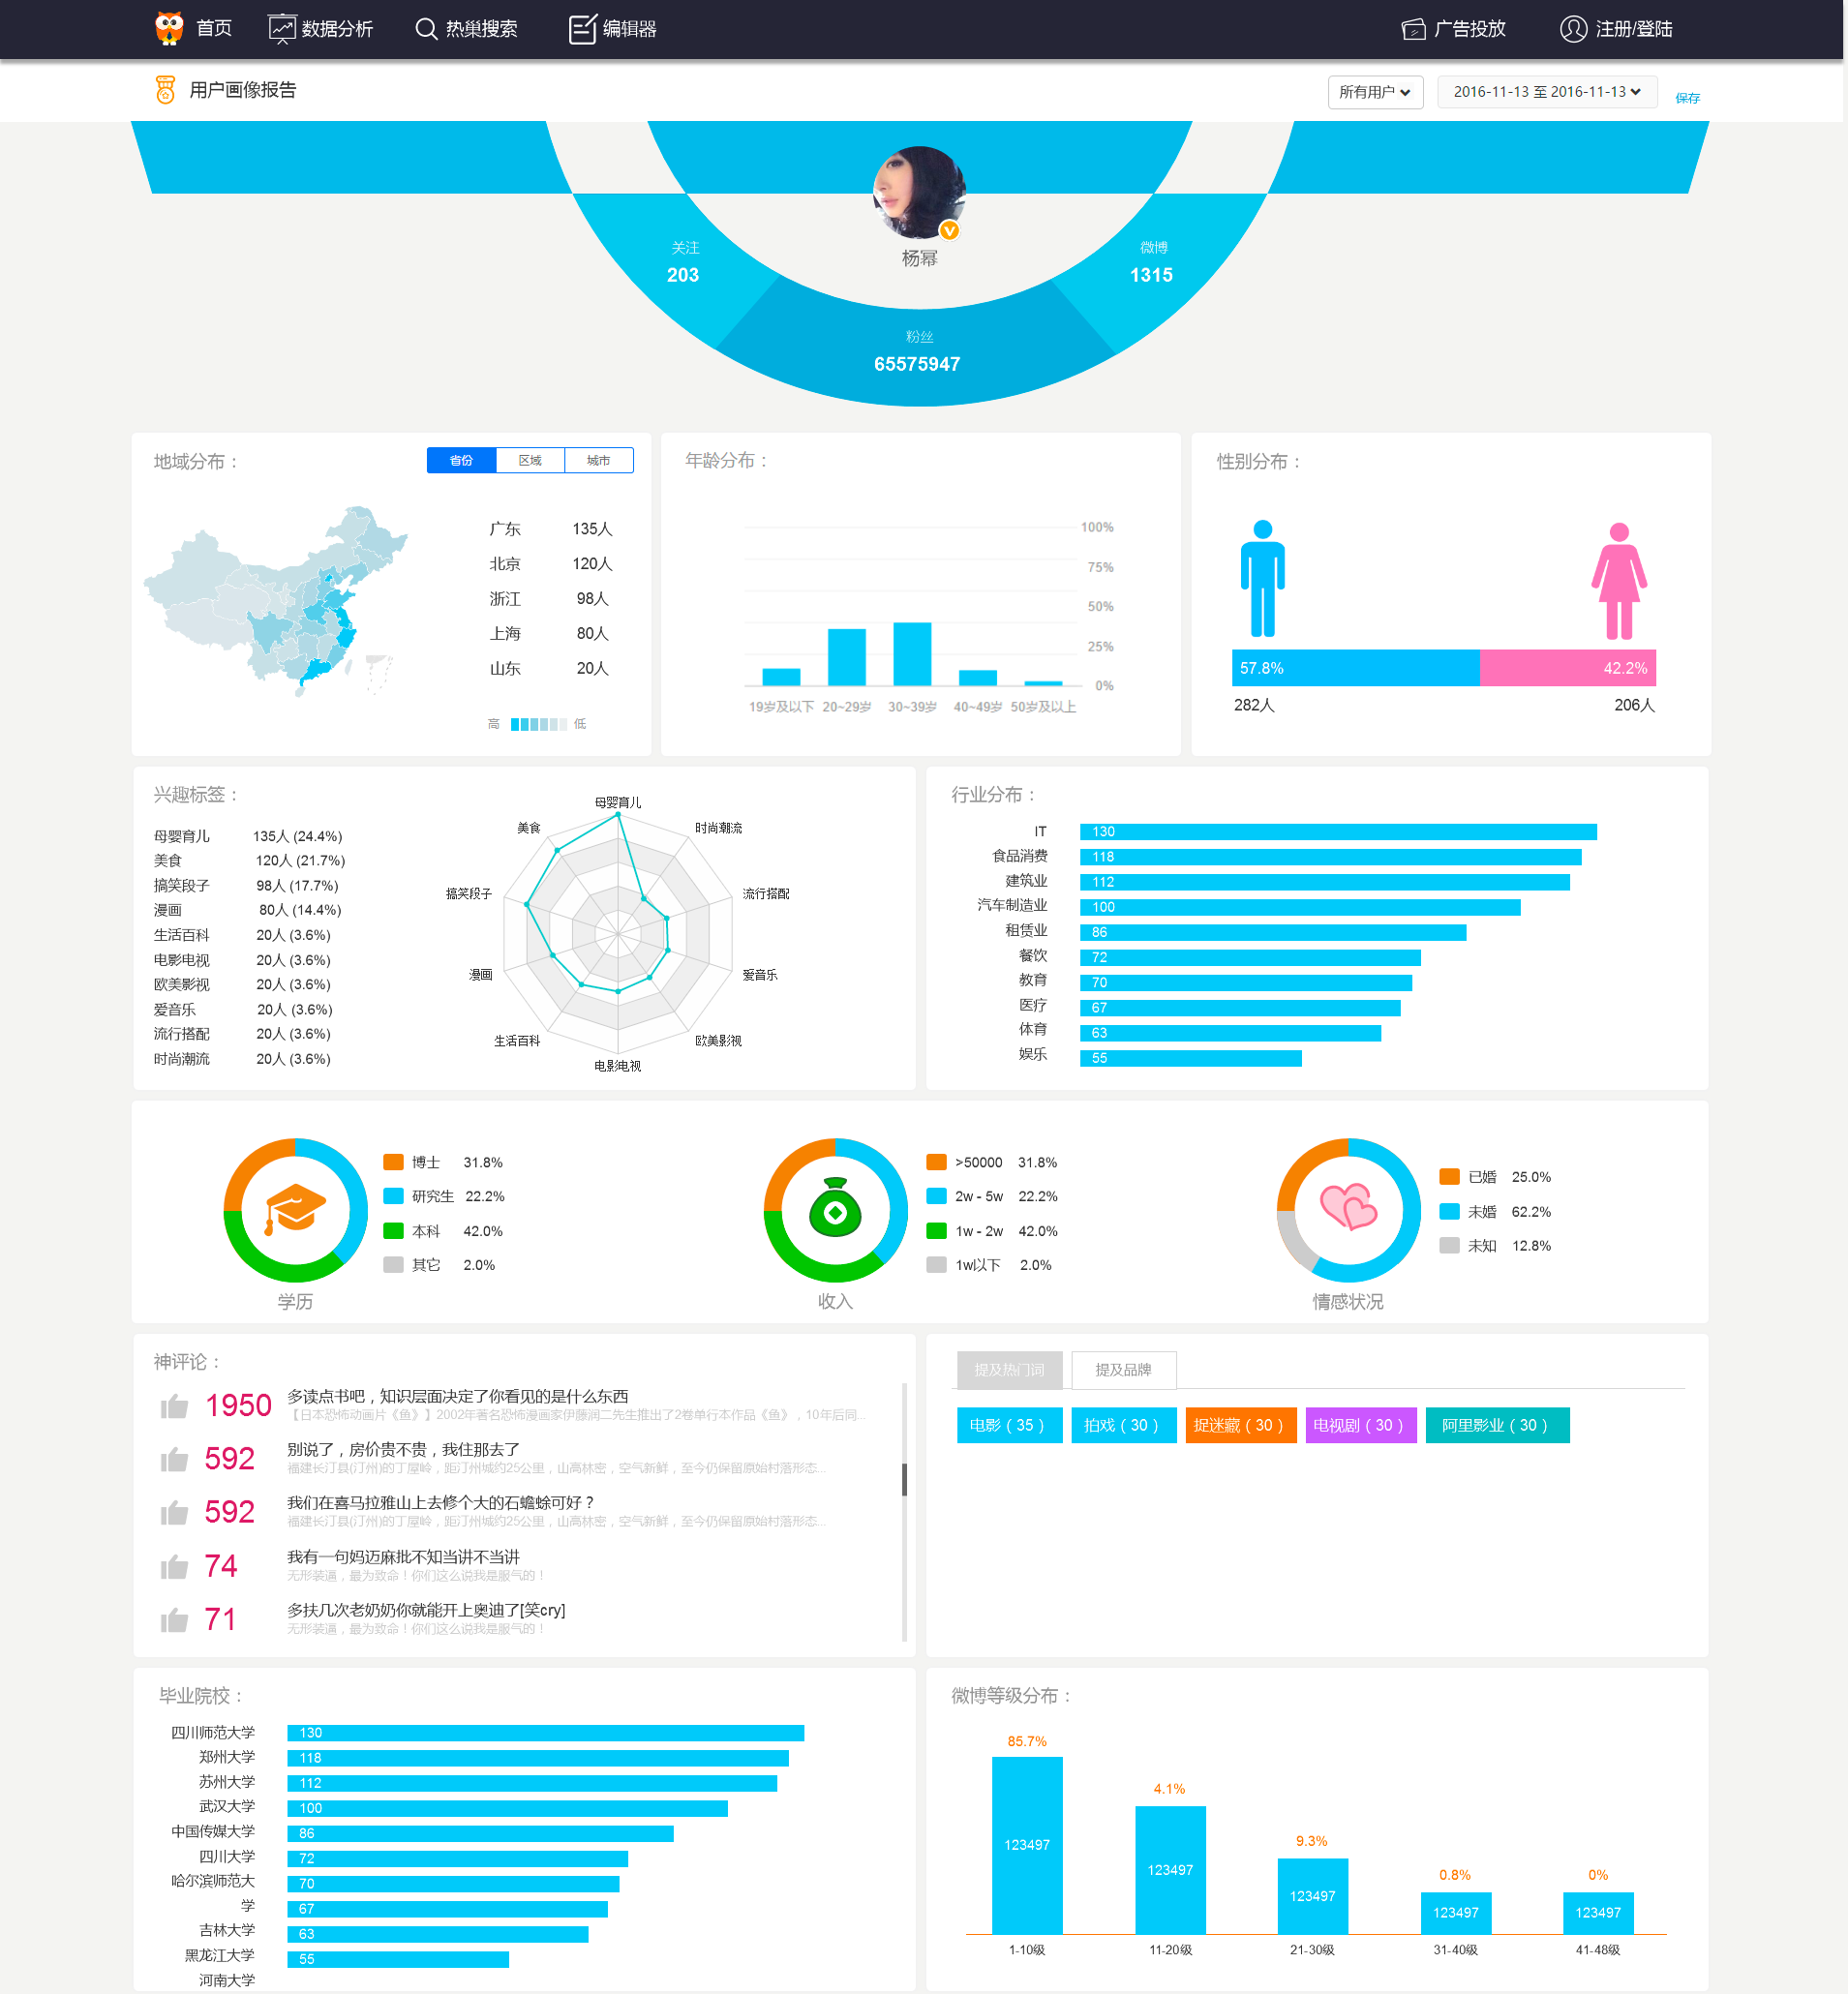 首页 数据分析 热巢搜索 编辑器 广告投放 注册/登陆
用户画像报告 所有用户 2016-11-13 至 2016-11-13 保存
杨幂
关注
203
微博
1315
粉丝
65575947
地域分布：
省份 区域 城市
广东 135人
北京 120人
浙江 98人
上海 80人
山东 20人
高 低
年龄分布：
100%
75%
50%
25%
0%
19岁及以下 20~29岁 30~39岁 40~49岁 50岁及以上
性别分布：
57.8% 42.2%
282人 206人
兴趣标签：
母婴育儿 135人 (24.4%)
美食 120人 (21.7%)
搞笑段子 98人 (17.7%)
漫画 80人 (14.4%)
生活百科 20人 (3.6%)
电影电视 20人 (3.6%)
欧美影视 20人 (3.6%)
爱音乐 20人 (3.6%)
流行搭配 20人 (3.6%)
时尚潮流 20人 (3.6%)
母婴育儿
美食 时尚潮流
搞笑段子 流行搭配
漫画 爱音乐
生活百科 欧美影视
电影电视
行业分布：
IT 130
食品消费 118
建筑业 112
汽车制造业 100
租赁业 86
餐饮 72
教育 70
医疗 67
体育 63
娱乐 55
博士 31.8%
研究生 22.2%
本科 42.0%
其它 2.0%
学历
>50000 31.8%
2w - 5w 22.2%
1w - 2w 42.0%
1w以下 2.0%
收入
已婚 25.0%
未婚 62.2%
未知 12.8%
情感状况
神评论：
1950 多读点书吧，知识层面决定了你看见的是什么东西
【日本恐怖动画片《鱼》】2002年著名恐怖漫画家伊藤润二先生推出了2卷单行本作品《鱼》，10年后同...
592 别说了，房价贵不贵，我住那去了
福建长汀县(汀州)的丁屋岭，距汀州城约25公里，山高林密，空气新鲜，至今仍保留原始村落形态...
592 我们在喜马拉雅山上去修个大的石蟾蜍可好？
福建长汀县(汀州)的丁屋岭，距汀州城约25公里，山高林密，空气新鲜，至今仍保留原始村落形态...
74 我有一句妈迈麻批不知当讲不当讲
无形装逼，最为致命！你们这么说我是服气的！
71 多扶几次老奶奶你就能开上奥迪了[笑cry]
无形装逼，最为致命！你们这么说我是服气的！
提及热门词 提及品牌
电影（35） 拍戏（30） 捉迷藏（30） 电视剧（30） 阿里影业（30）
毕业院校：
四川师范大学 130
郑州大学 118
苏州大学 112
武汉大学 100
中国传媒大学 86
四川大学 72
哈尔滨师范大 70
学 67
吉林大学 63
黑龙江大学 55
河南大学
微博等级分布：
85.7%
4.1%
9.3%
0.8% 0%
123497 123497 123497 123497 123497
1-10级 11-20级 21-30级 31-40级 41-48级